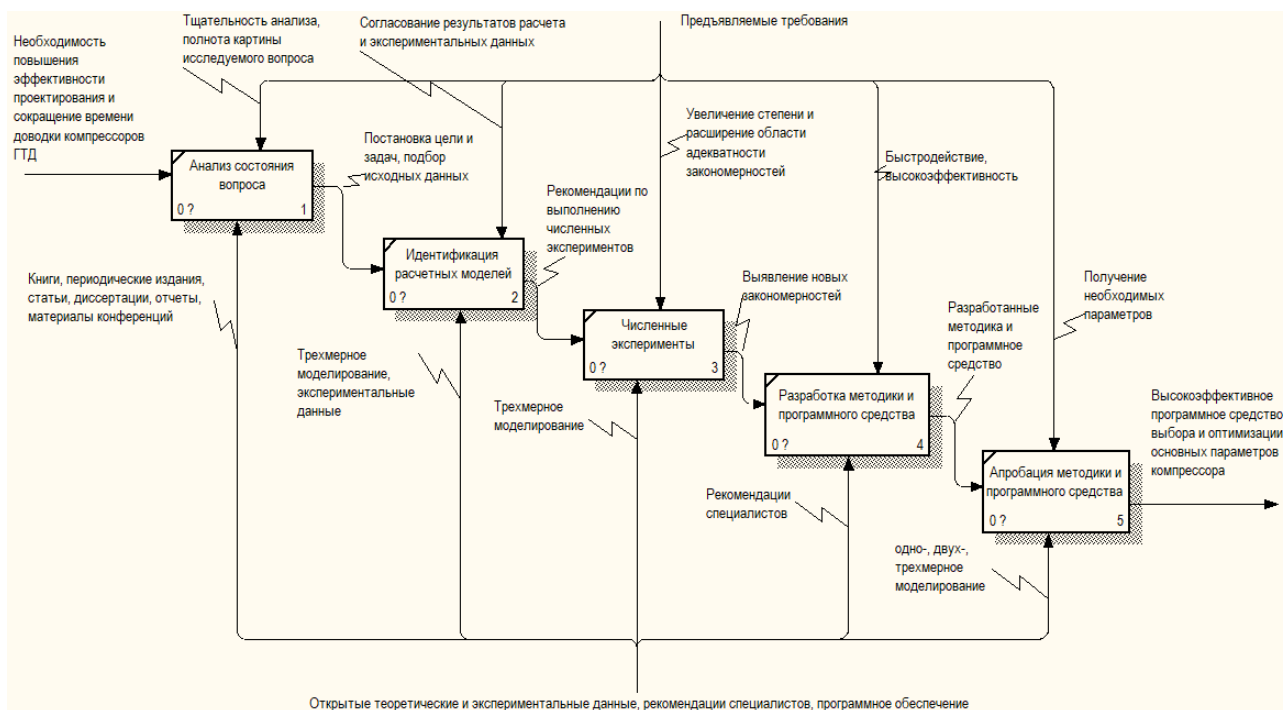 Необходимость
повышения
эффективности
проектирования и
сокращение времени
доводки компрессоров
ГТД
Тщательность анализа,
полнота картины
исследуемого вопроса
Согласование результатов расчета
и экспериментальных данных
Предъявляемые требования
Анализ состояния
вопроса
0 ? 1
Постановка цели и
задач, подбор
исходных данных
Увеличение степени и
расширение области
адекватности
закономерностей
Быстродействие,
высокоэффективность
Рекомендации по
выполнению
численных
экспериментов
Идентификация
расчетных моделей
0 ? 2
Книги, периодические издания,
статьи, диссертации, отчеты,
материалы конференций
Выявление новых
закономерностей
Получение
необходимых
параметров
Численные
эксперименты
0 ? 3
Разработанные
методика и
программное
средство
Трехмерное
моделирование,
экспериментальные
данные
Трехмерное
моделирование
Разработка методики и
программного средства
0 ? 4
Высокоэффективное
программное средство
выбора и оптимизации
основных параметров
компрессора
Апробация методики и
программного средства
0 ? 5
Рекомендации
специалистов
одно-, двух-,
трехмерное
моделирование
Открытые теоретические и экспериментальные данные, рекомендации специалистов, программное обеспечение